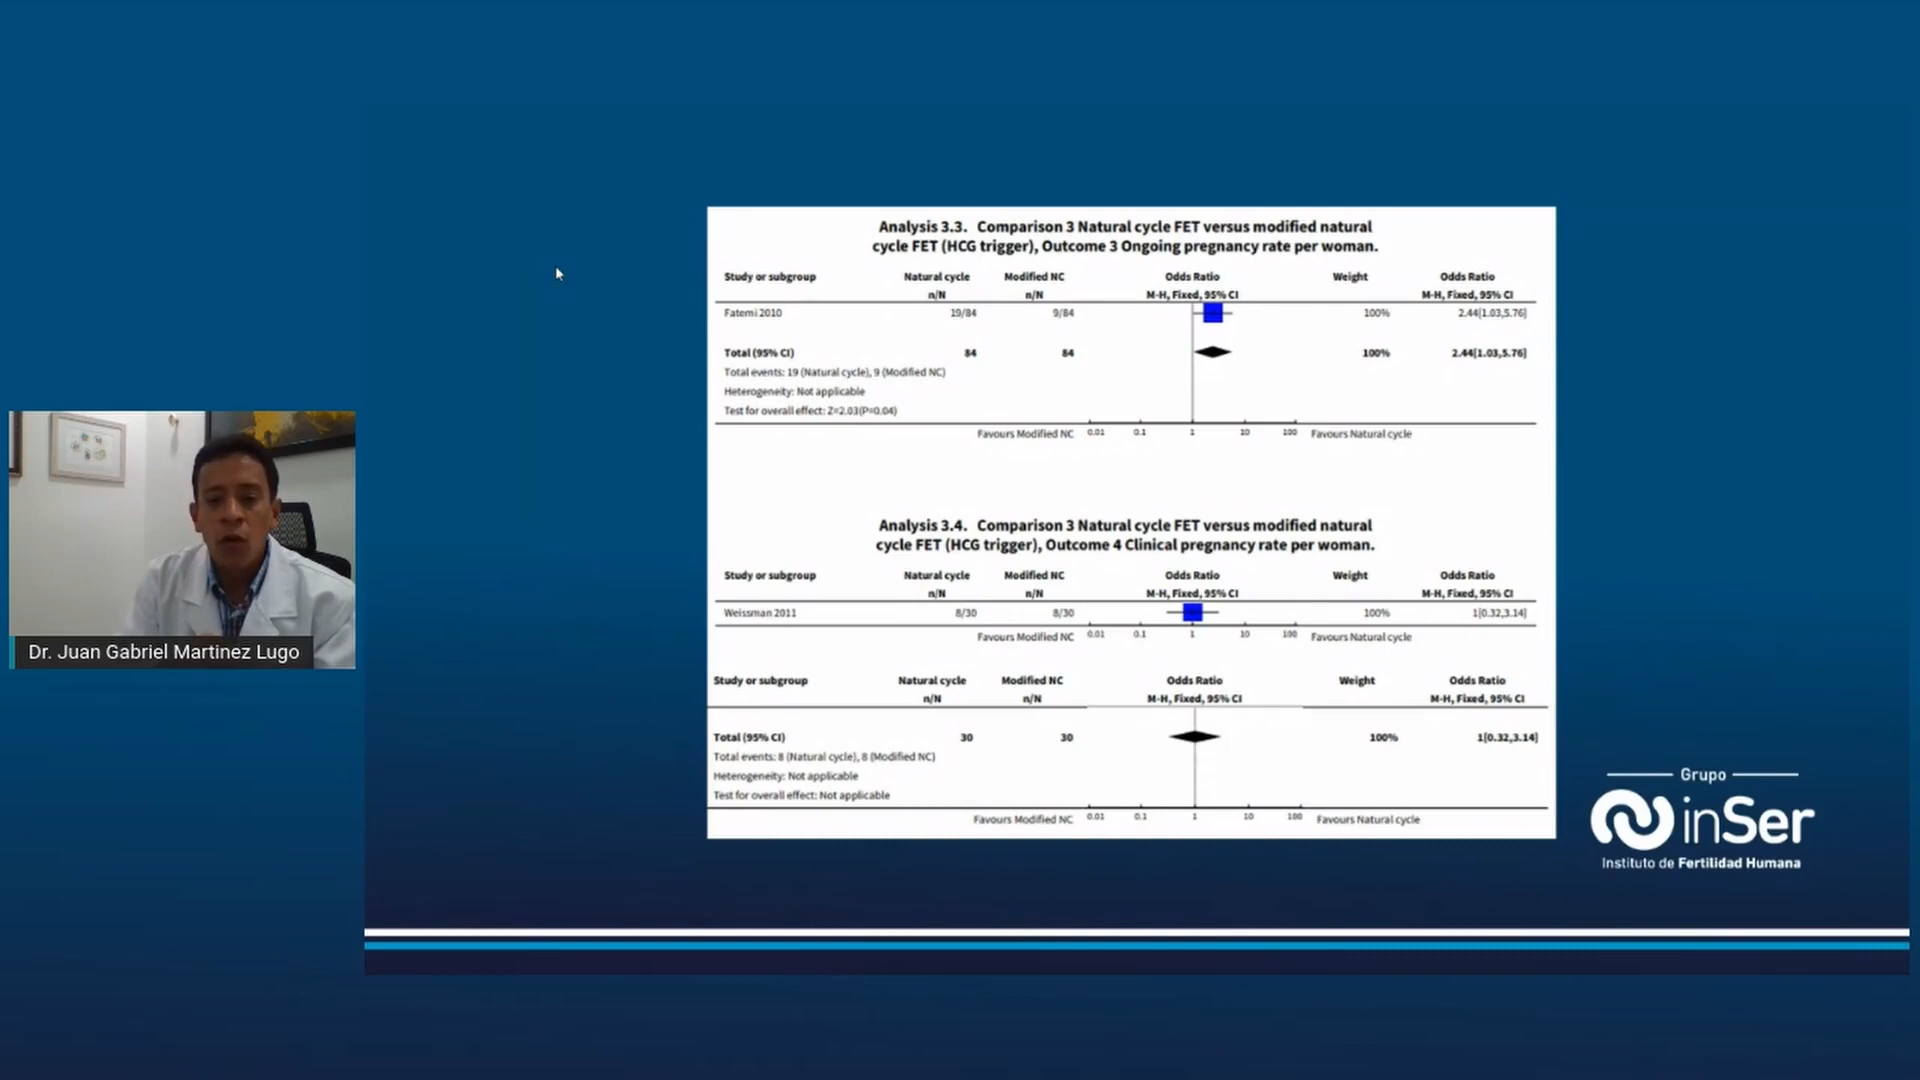 Analysis 3.3. Comparison 3 Natural cycle FET versus modified natural
cycle FET (HCG trigger), Outcome 3 Ongoing pregnancy rate per woman.
Study or subgroup Natural cycle Modified NC Odds Ratio Weight Odds Ratio
n/N n/N M-H, Fixed, 95% CI M-H, Fixed, 95% CI
Fatemi 2010 19/84 9/84 100% 2.44[1.03,5.76]
Total (95% CI) 84 84 100% 2.44[1.03,5.76]
Total events: 19 (Natural cycle), 9 (Modified NC)
Heterogeneity: Not applicable
Test for overall effect: Z=2.03(P=0.04)
Favours Modified NC 0.01 0.1 1 10 100 Favours Natural cycle
Analysis 3.4. Comparison 3 Natural cycle FET versus modified natural
cycle FET (HCG trigger), Outcome 4 Clinical pregnancy rate per woman.
Study or subgroup Natural cycle Modified NC Odds Ratio Weight Odds Ratio
n/N n/N M-H, Fixed, 95% CI M-H, Fixed, 95% CI
Weissman 2011 8/30 8/30 100% 1[0.32,3.14]
Favours Modified NC 0.01 0.1 1 10 100 Favours Natural cycle
Study or subgroup Natural cycle Modified NC Odds Ratio Weight Odds Ratio
n/N n/N M-H, Fixed, 95% CI M-H, Fixed, 95% CI
Total (95% CI) 30 30 100% 1[0.32,3.14]
Total events: 8 (Natural cycle), 8 (Modified NC)
Heterogeneity: Not applicable
Test for overall effect: Not applicable
Favours Modified NC 0.01 0.1 1 10 100 Favours Natural cycle
Dr. Juan Gabriel Martinez Lugo
Grupo
inSer
Instituto de Fertilidad Humana